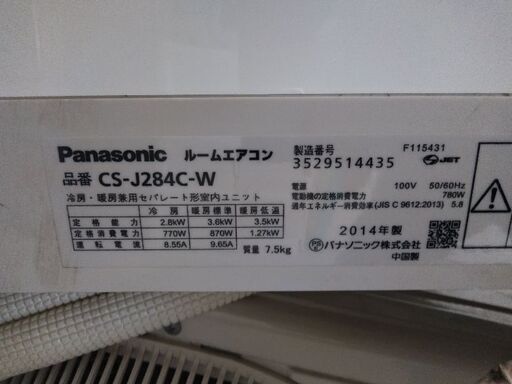 Panasonic ルームエアコン
品番 CS-J284C-W
冷房・暖房兼用セパレート形室内ユニット
冷房 暖房標準 暖房低温
定格能力 2.8kW 3.6kW 3.5kW
定格消費電力 770W 870W 1.27kW
運転電流 8.55A 9.65A
質量 7.5kg
製造番号 F115431
3529514435 JET
電源 100V 50/60Hz
電動機の定格消費電力 780W
通年エネルギー消費効率(JIS C 9612:2013) 5.8
2014年製
PSE パナソニック株式会社
中国製